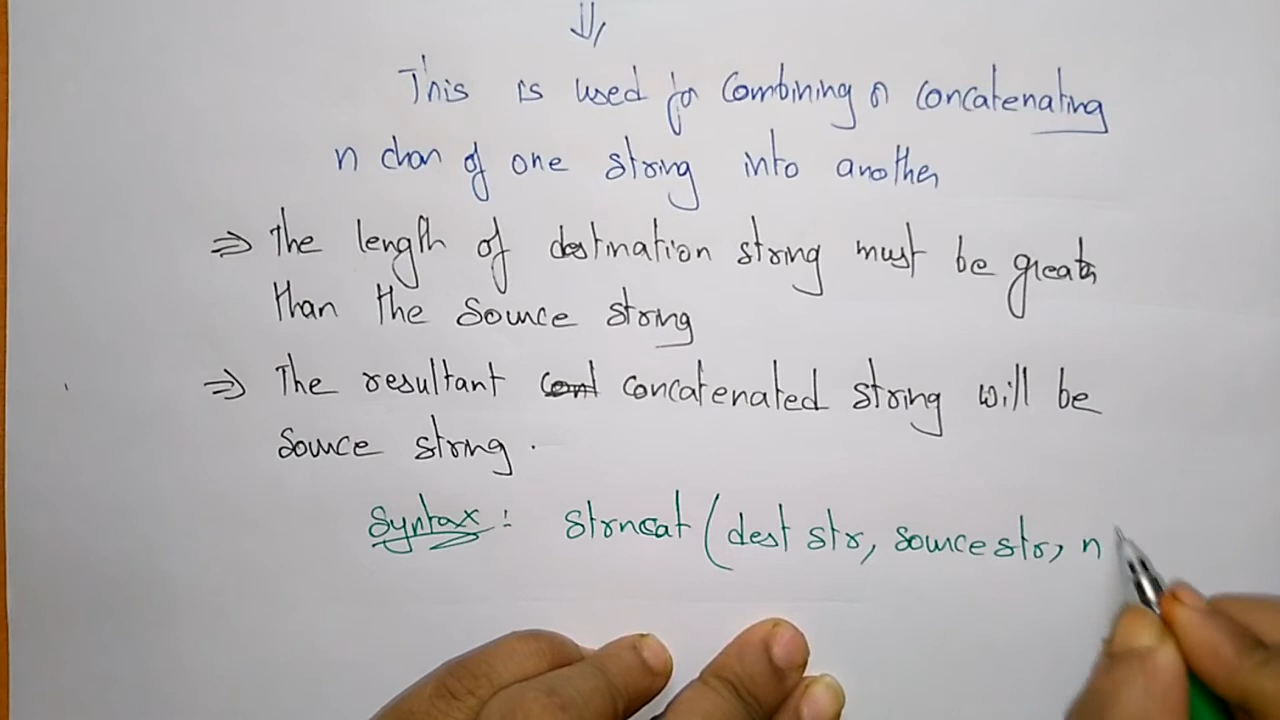 This is used for combining or concatenating
n char of one string into another
⇒ The length of destination string must be greater
than the source string
⇒ The resultant cont concatenated string will be
source string.
Syntax: strncat (dest str, source str, n